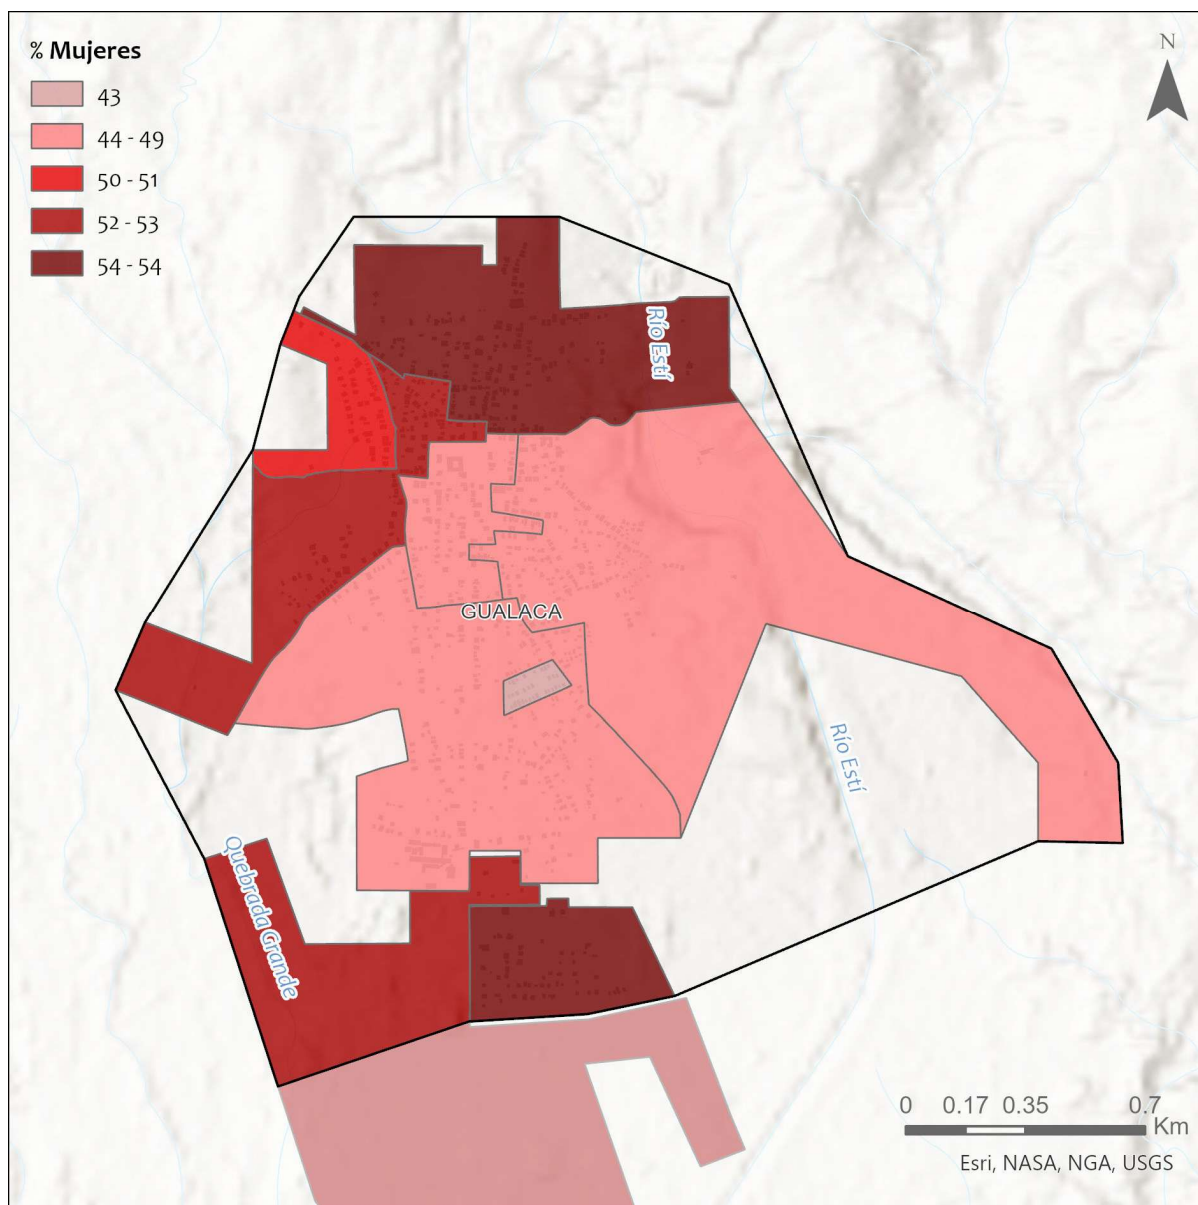 % Mujeres
43
44 - 49
50 - 51
52 - 53
54 - 54
N
Río Estí
GUALACA
Río Estí
Quebrada Grande
0 0.17 0.35 0.7
Km
Esri, NASA, NGA, USGS